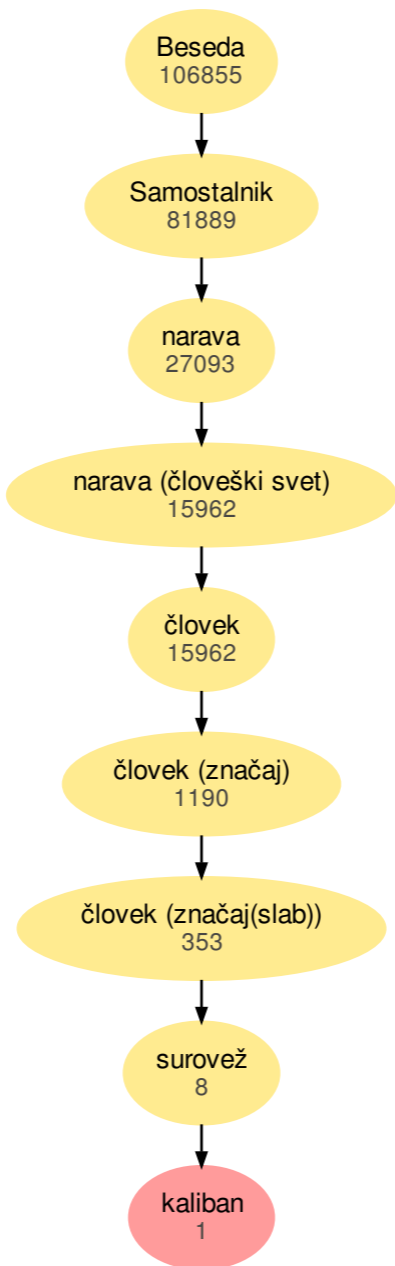 Beseda
106855
Samostalnik
81889
narava
27093
narava (človeški svet)
15962
človek
15962
človek (značaj)
1190
človek (značaj(slab))
353
surovež
8
kaliban
1